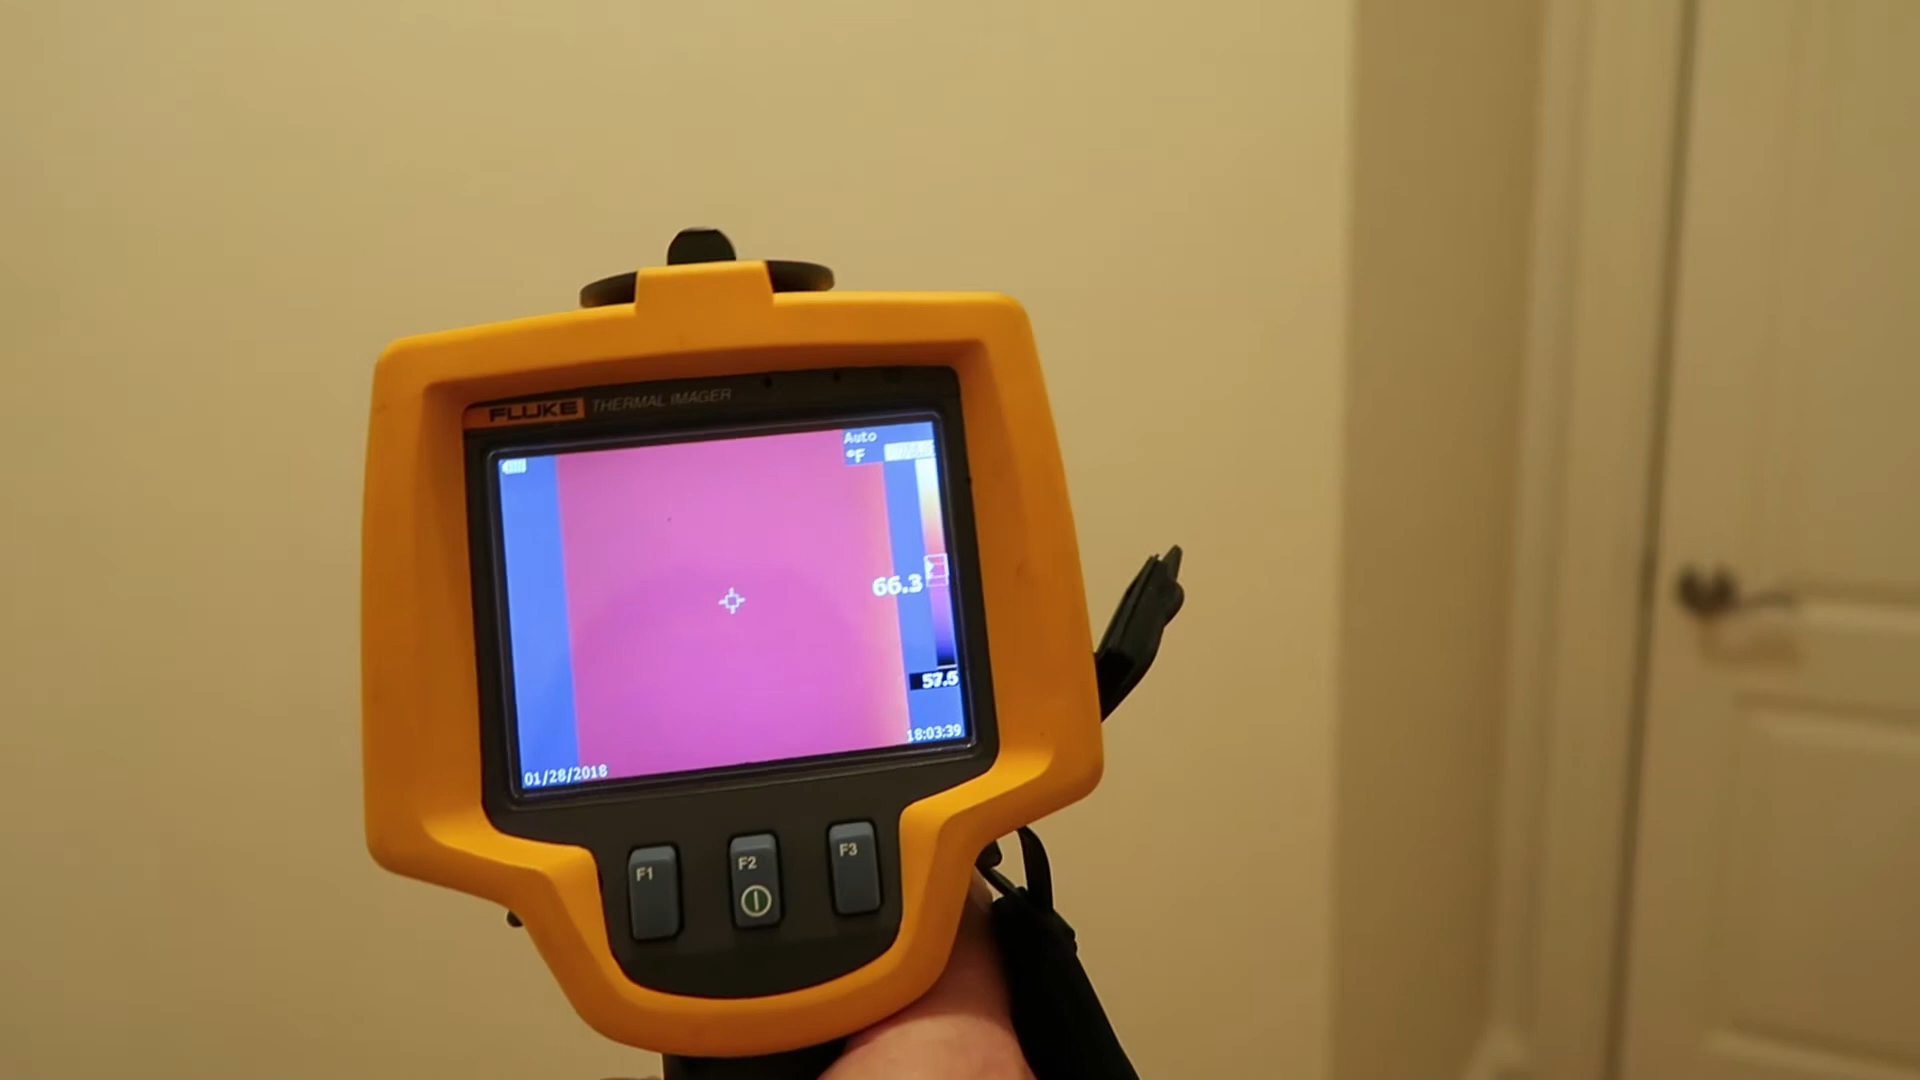 FLUKE THERMAL IMAGER
Auto
°F
66.3
57.5
18:03:39
01/28/2018
F1
F2
F3